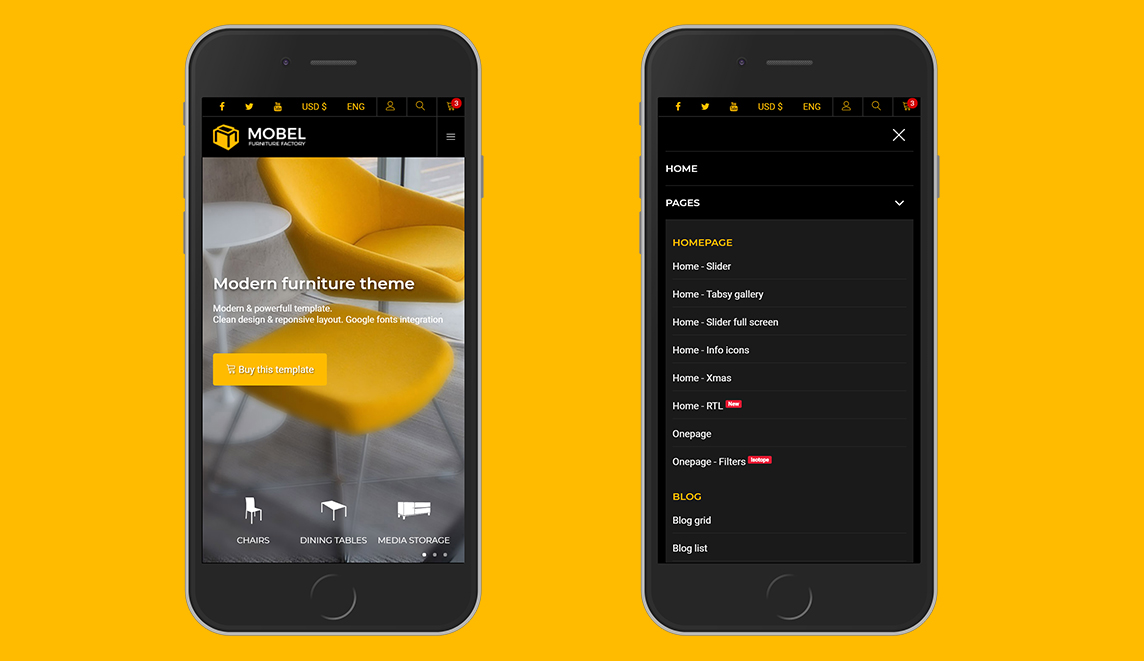 USD $ ENG 3
MOBEL
FURNITURE FACTORY
Modern furniture theme
Modern & powerfull template.
Clean design & reponsive layout. Google fonts integration
Buy this template
CHAIRS DINING TABLES MEDIA STORAGE
USD $ ENG 3
HOME
PAGES
HOMEPAGE
Home - Slider
Home - Tabsy gallery
Home - Slider full screen
Home - Info icons
Home - Xmas
Home - RTL New
Onepage
Onepage - Filters Isotope
BLOG
Blog grid
Blog list